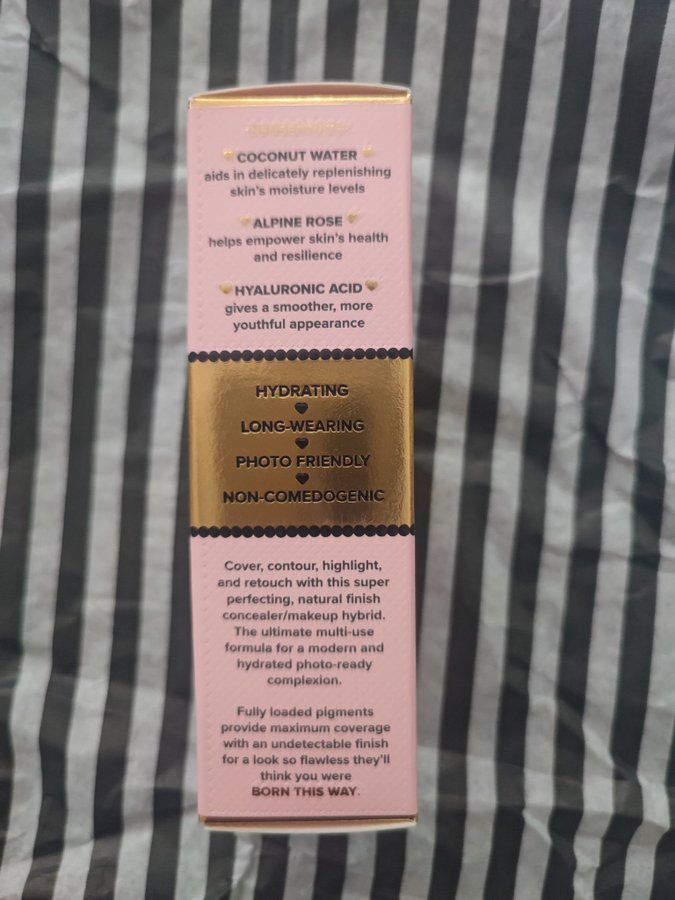 COCONUT WATER
aids in delicately replenishing
skin's moisture levels
ALPINE ROSE
helps empower skin's health
and resilience
HYALURONIC ACID
gives a smoother, more
youthful appearance
HYDRATING
LONG-WEARING
PHOTO FRIENDLY
NON-COMEDOGENIC
Cover, contour, highlight,
and retouch with this super
perfecting, natural finish
concealer/makeup hybrid.
The ultimate multi-use
formula for a modern and
hydrated photo-ready
complexion.
Fully loaded pigments
provide maximum coverage
with an undetectable finish
for a look so flawless they'll
think you were
BORN THIS WAY.